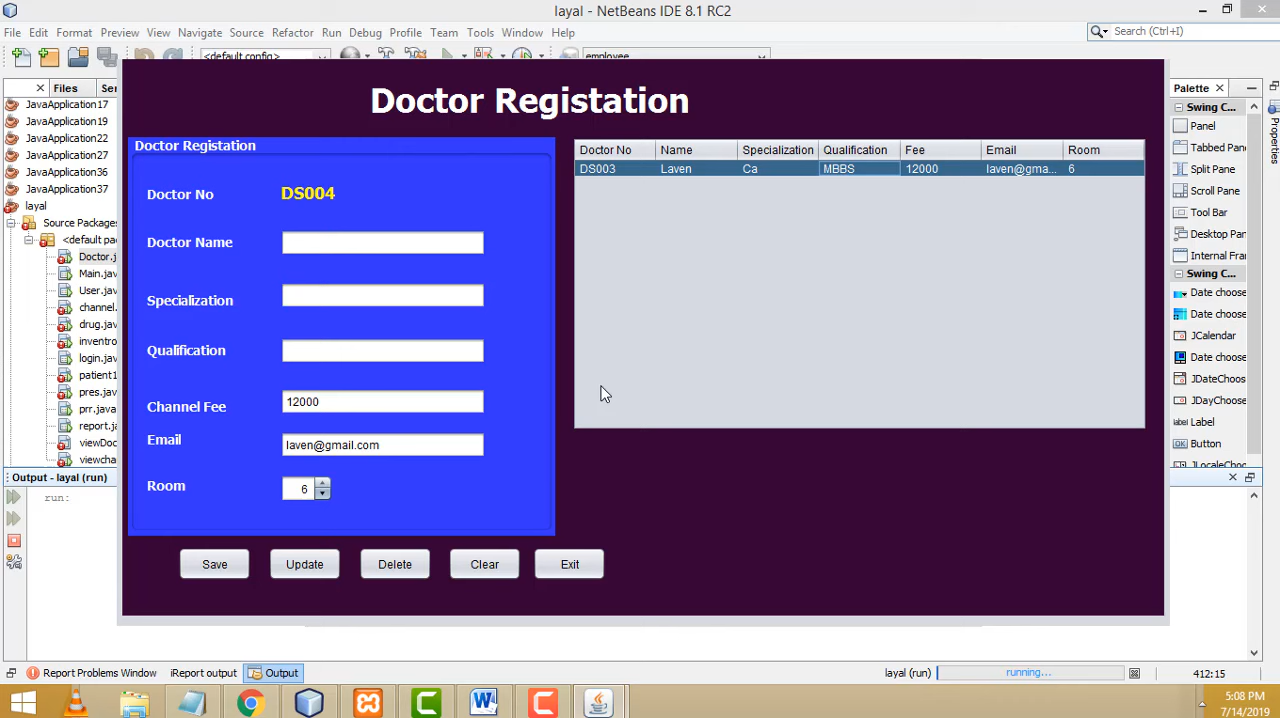 layal - NetBeans IDE 8.1 RC2
File Edit Format Preview View Navigate Source Refactor Run Debug Profile Team Tools Window Help
Search (Ctrl+I)
<default config>
employee
Files
Ser
JavaApplication17
JavaApplication19
JavaApplication22
JavaApplication27
JavaApplication36
JavaApplication37
layal
Source Packages
<default pa
Doctor.j
Main.jav
User.jav
channel.
drug.jav
inventro
login.jav
patient1
pres.jav
prr.javа
report.ja
viewDoc
viewcha
Doctor Registation
Doctor Registation
Doctor No DS004
Doctor Name
Specialization
Qualification
Channel Fee 12000
Email laven@gmail.com
Room 6
Save Update Delete Clear Exit
Doctor No Name Specialization Qualification Fee Email Room
DS003 Laven Ca MBBS 12000 laven@gma... 6
Palette
Swing C...
Panel
Tabbed Pan
Split Pane
Scroll Pane
Tool Bar
Desktop Pan
Internal Fra
Swing C...
Date choose
Date choose
JCalendar
Date choose
JDateChoos
JDayChoos
label Label
Button
JLocaleChoo
Properties
Output - layal (run)
run:
Report Problems Window iReport output Output
layal (run) running... 412:15
5:08 PM
7/14/2019